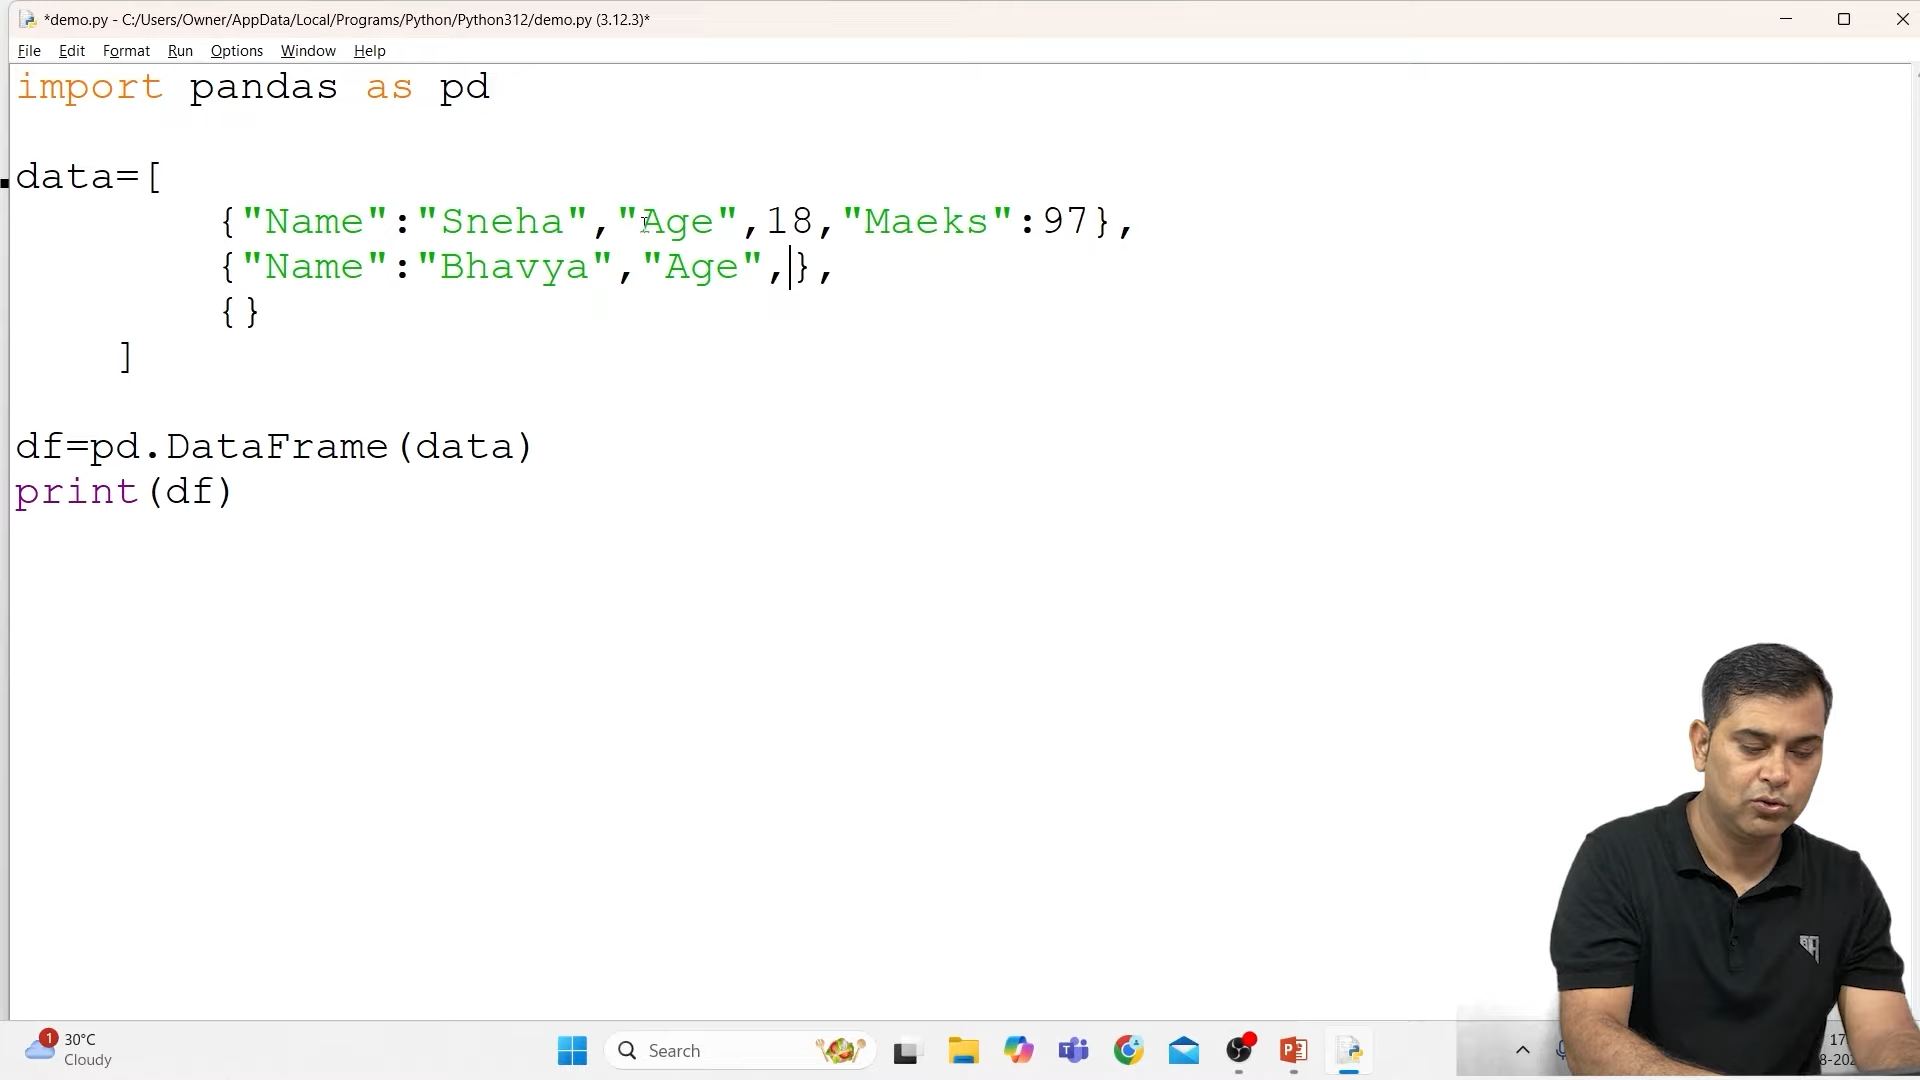 *demo.py - C:/Users/Owner/AppData/Local/Programs/Python/Python312/demo.py (3.12.3)*
File Edit Format Run Options Window Help
import pandas as pd
data=[
{"Name":"Sneha","Age",18,"Maeks":97},
{"Name":"Bhavya","Age",},
{}
]
df=pd.DataFrame(data)
print(df)
1
30°C
Cloudy
Search
17